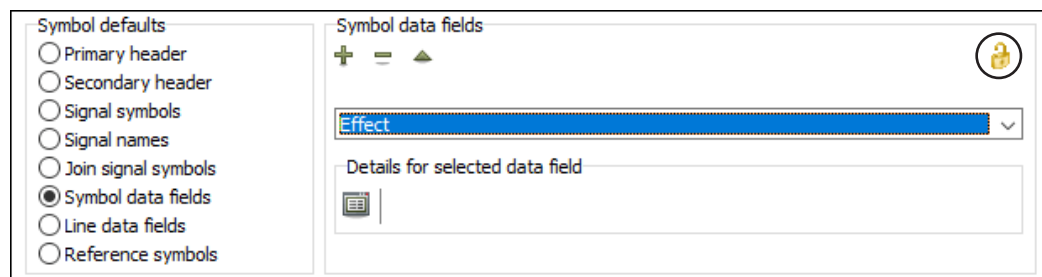 Symbol defaults
Primary header
Secondary header
Signal symbols
Signal names
Join signal symbols
Symbol data fields
Line data fields
Reference symbols
Symbol data fields
Effect
Details for selected data field